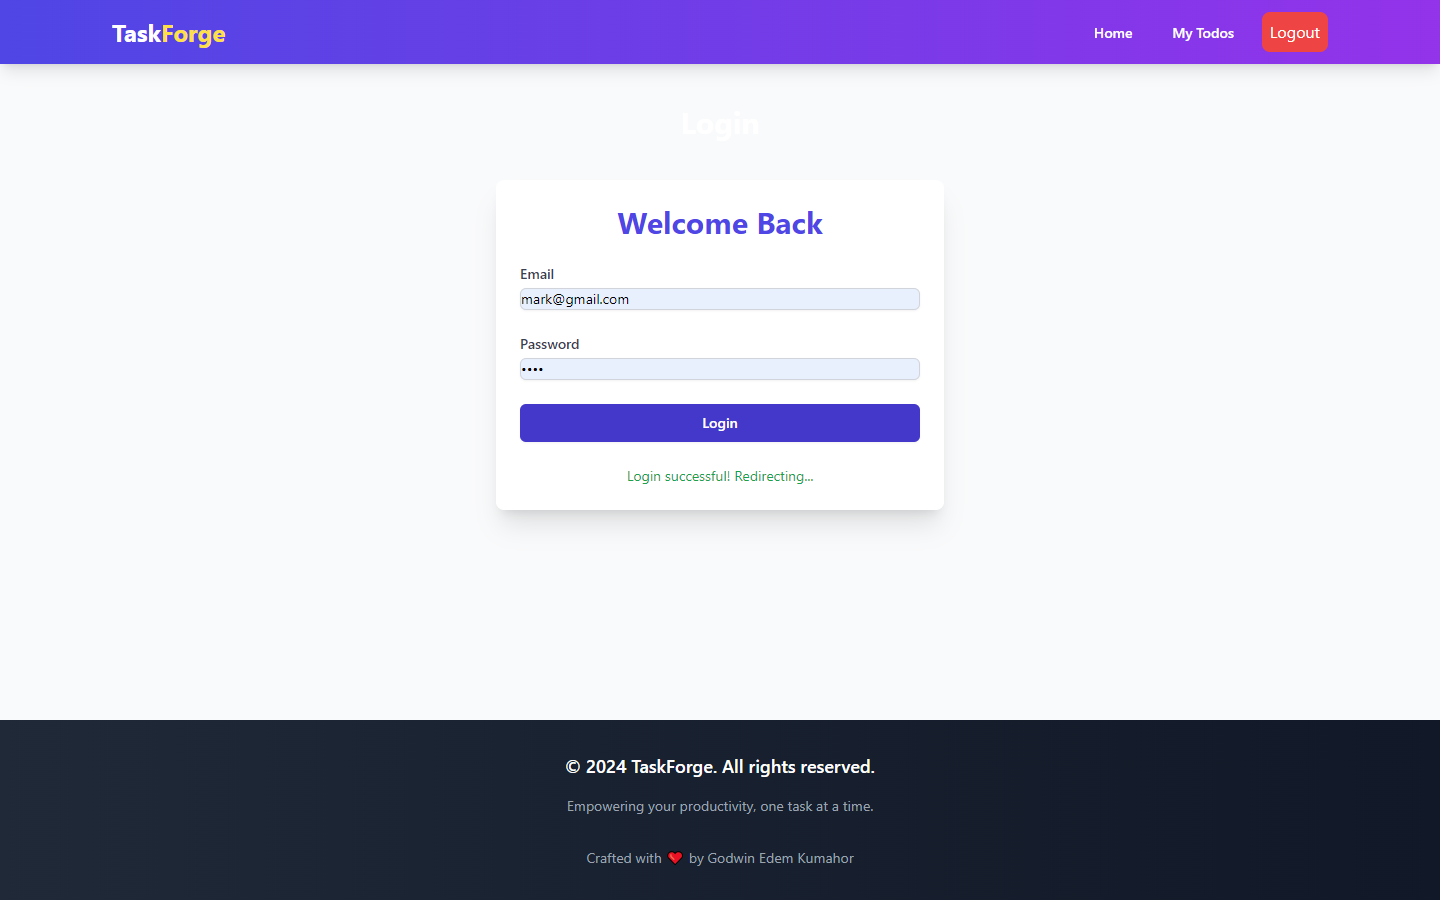 TaskForge
Home
My Todos
Logout
Login
Welcome Back
Email
mark@gmail.com
Password
••••
Login
Login successful! Redirecting...
© 2024 TaskForge. All rights reserved.
Empowering your productivity, one task at a time.
Crafted with ❤️ by Godwin Edem Kumahor